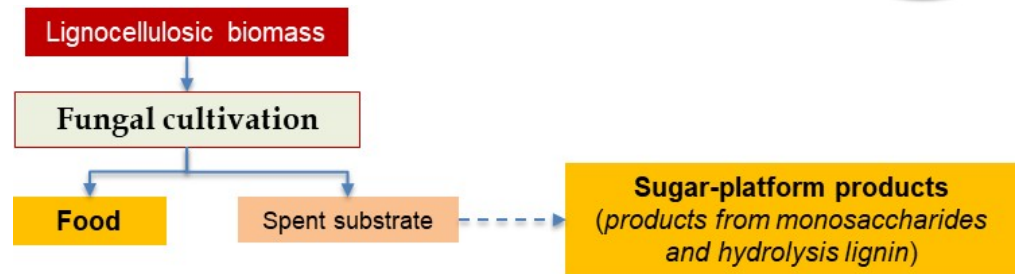 Lignocellulosic biomass
Fungal cultivation
Food
Spent substrate
Sugar-platform products
(products from monosaccharides
and hydrolysis lignin)